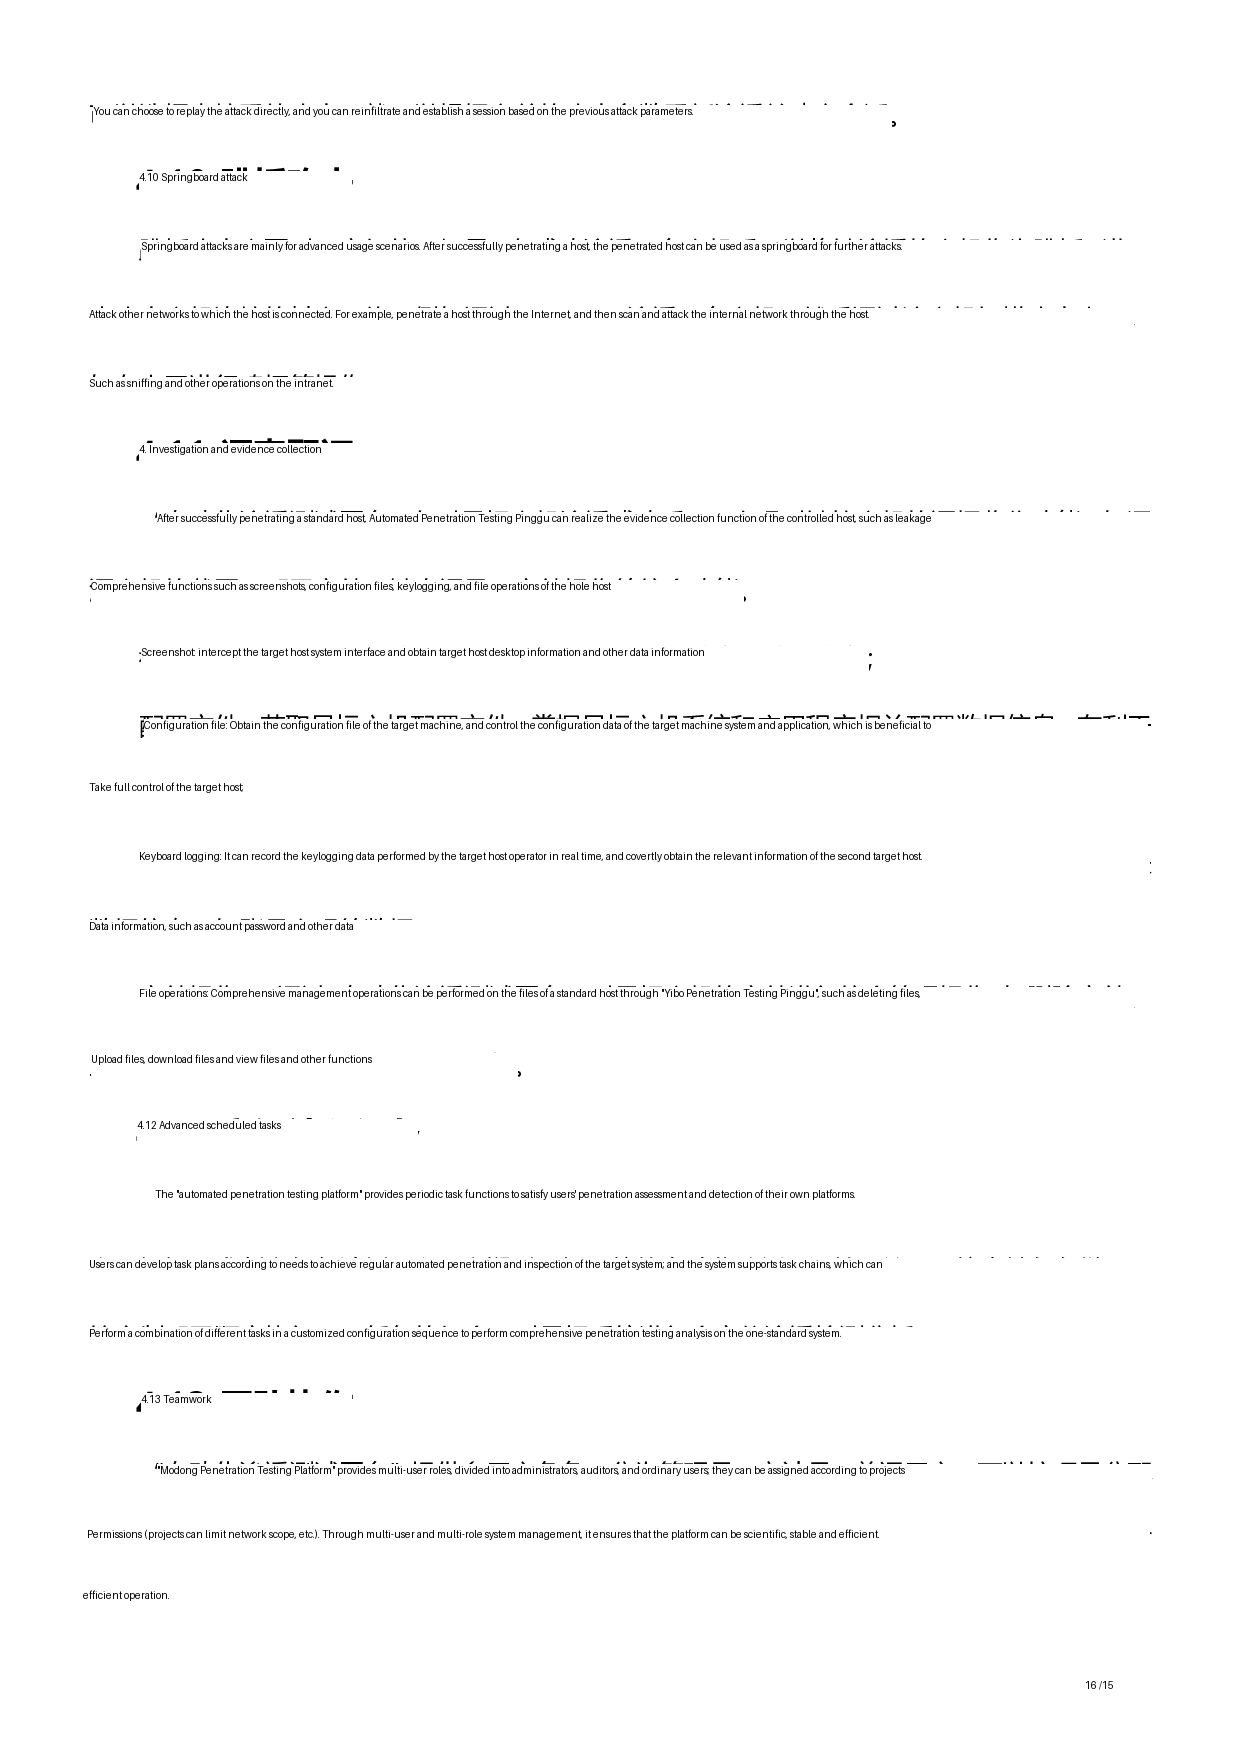 You can choose to replay the attack directly, and you can reinfiltrate and establish a session based on the previous attack parameters.
4.10 Springboard attack
Springboard attacks are mainly for advanced usage scenarios. After successfully penetrating a host, the penetrated host can be used as a springboard for further attacks.
Attack other networks to which the host is connected. For example, penetrate a host through the Internet, and then scan and attack the internal network through the host.
Such as sniffing and other operations on the intranet.
4. Investigation and evidence collection
After successfully penetrating a standard host, Automated Penetration Testing Pinggu can realize the evidence collection function of the controlled host, such as leakage
Comprehensive functions such as screenshots, configuration files, keylogging, and file operations of the hole host
Screenshot: intercept the target host system interface and obtain target host desktop information and other data information
Configuration file: Obtain the configuration file of the target machine, and control the configuration data of the target machine system and application, which is beneficial to
Take full control of the target host;
Keyboard logging: It can record the keylogging data performed by the target host operator in real time, and covertly obtain the relevant information of the second target host.
Data information, such as account password and other data
File operations: Comprehensive management operations can be performed on the files of a standard host through "Yibo Penetration Testing Pinggu", such as deleting files,
Upload files, download files and view files and other functions
4.12 Advanced scheduled tasks
The "automated penetration testing platform" provides periodic task functions to satisfy users' penetration assessment and detection of their own platforms.
Users can develop task plans according to needs to achieve regular automated penetration and inspection of the target system; and the system supports task chains, which can
Perform a combination of different tasks in a customized configuration sequence to perform comprehensive penetration testing analysis on the one-standard system.
4.13 Teamwork
"Modong Penetration Testing Platform" provides multi-user roles, divided into administrators, auditors, and ordinary users; they can be assigned according to projects
Permissions (projects can limit network scope, etc.). Through multi-user and multi-role system management, it ensures that the platform can be scientific, stable and efficient.
efficient operation.
16 /15